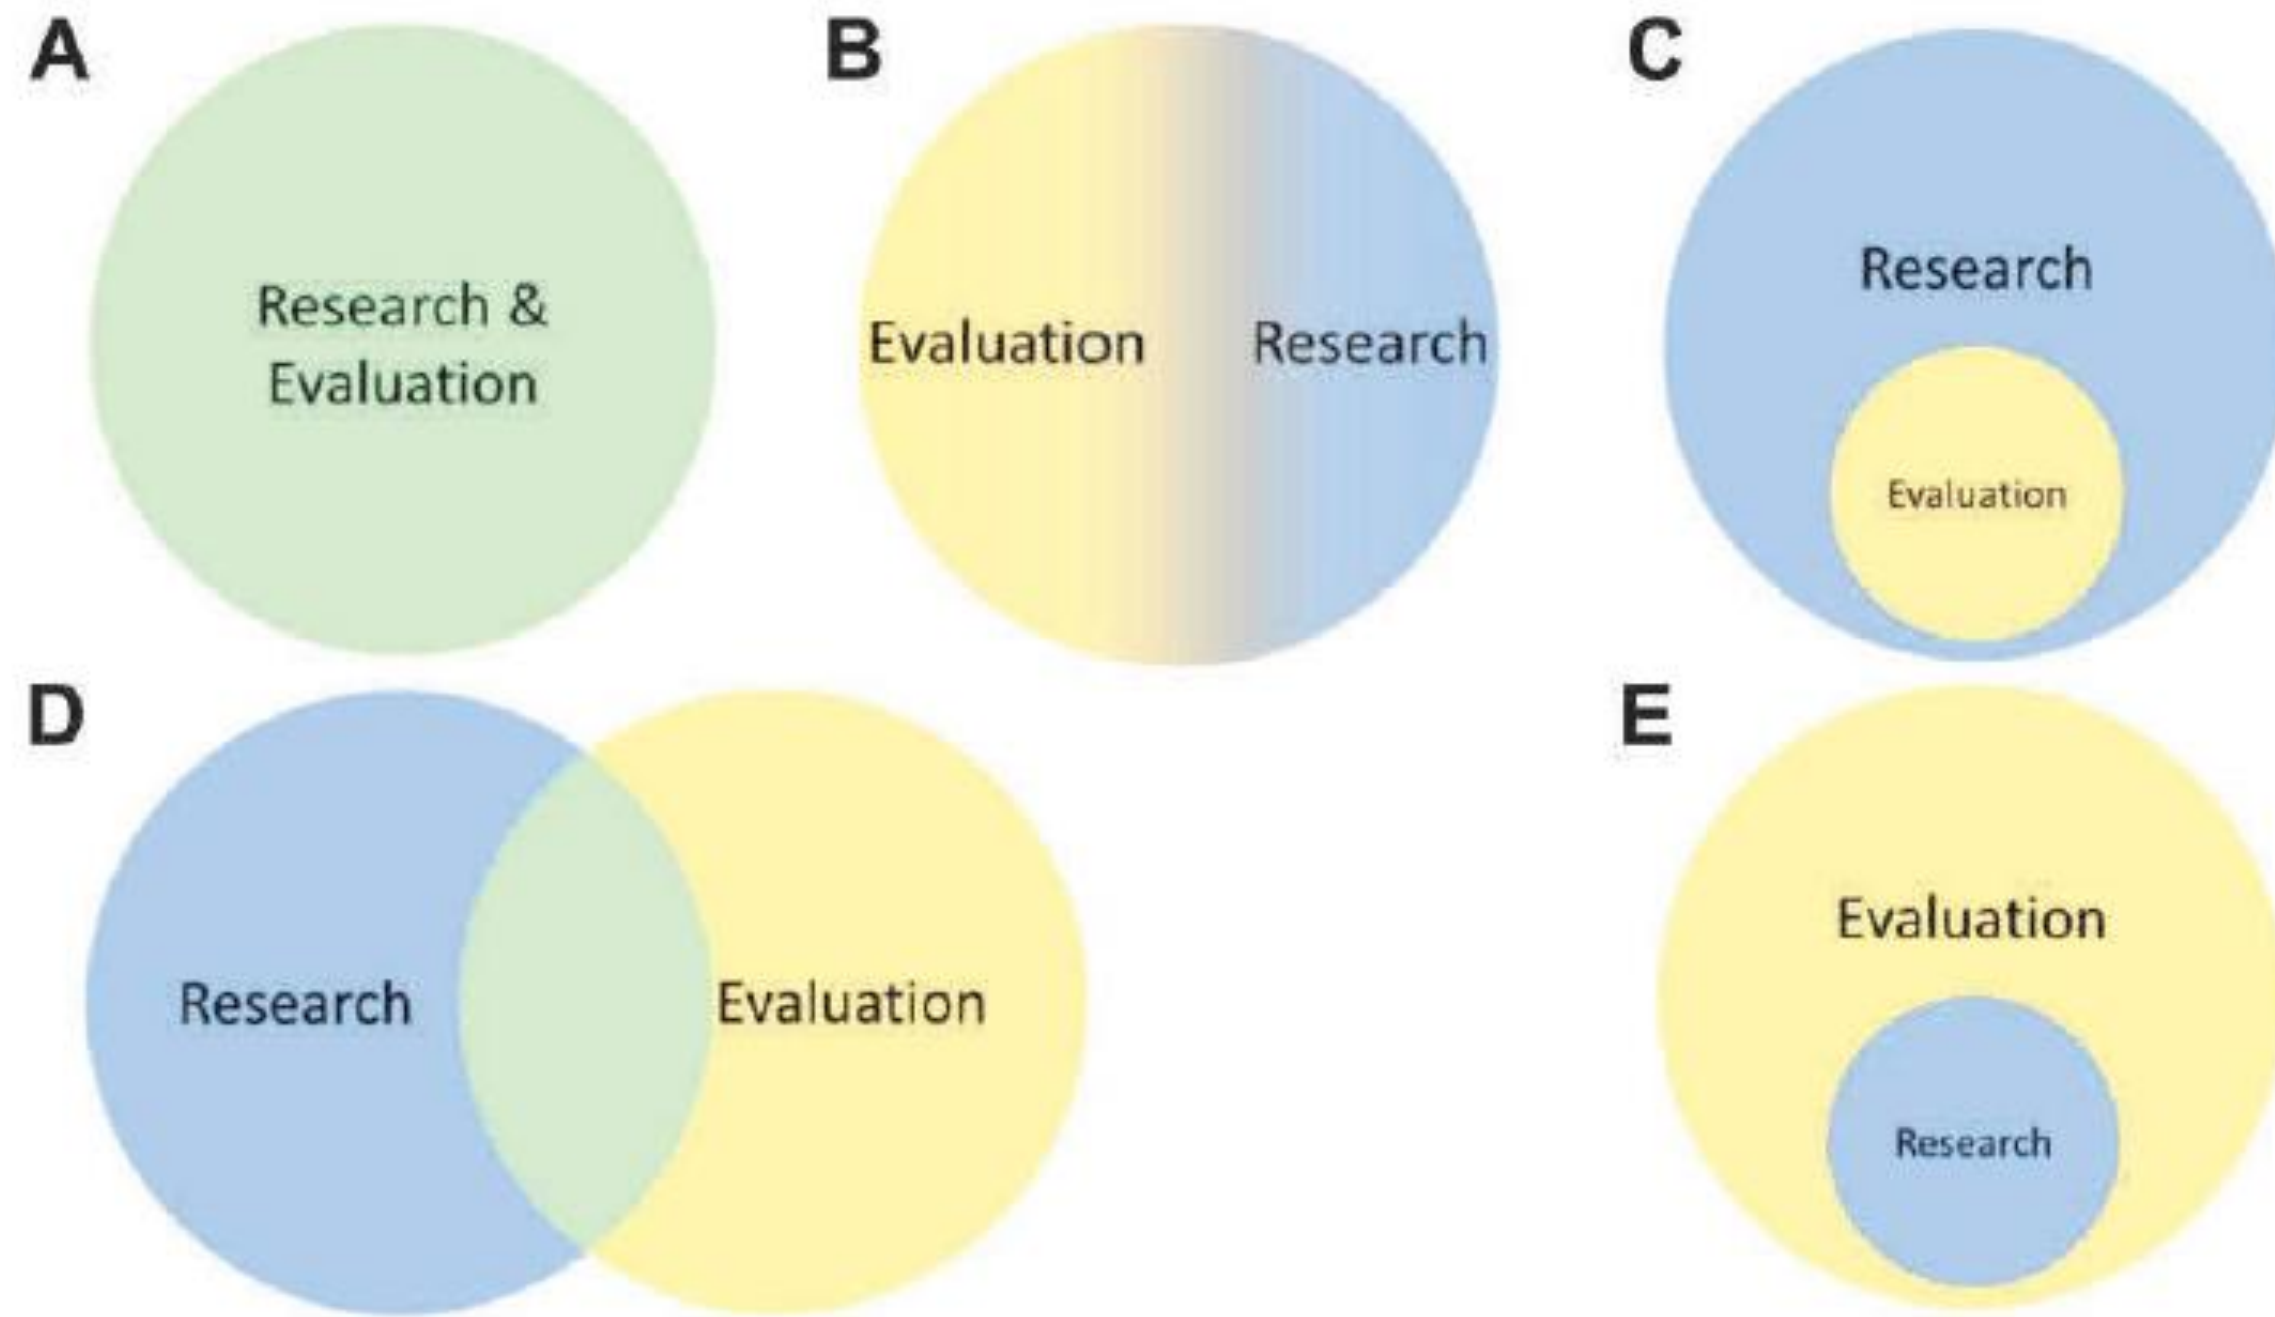 A
Research &
Evaluation
B
Evaluation Research
C
Research
Evaluation
D
Research Evaluation
E
Evaluation
Research